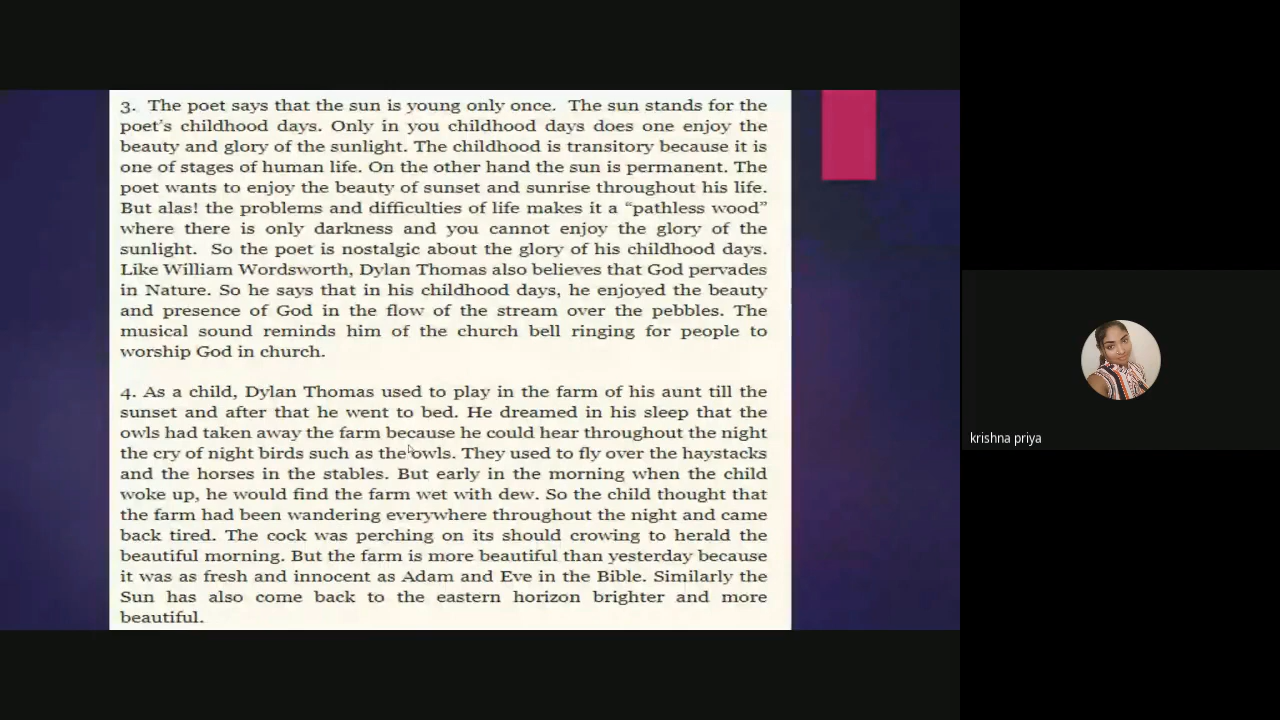 3. The poet says that the sun is young only once. The sun stands for the
poet's childhood days. Only in you childhood days does one enjoy the
beauty and glory of the sunlight. The childhood is transitory because it is
one of stages of human life. On the other hand the sun is permanent. The
poet wants to enjoy the beauty of sunset and sunrise throughout his life.
But alas! the problems and difficulties of life makes it a “pathless wood”
where there is only darkness and you cannot enjoy the glory of the
sunlight. So the poet is nostalgic about the glory of his childhood days.
Like William Wordsworth, Dylan Thomas also believes that God pervades
in Nature. So he says that in his childhood days, he enjoyed the beauty
and presence of God in the flow of the stream over the pebbles. The
musical sound reminds him of the church bell ringing for people to
worship God in church.
4. As a child, Dylan Thomas used to play in the farm of his aunt till the
sunset and after that he went to bed. He dreamed in his sleep that the
owls had taken away the farm because he could hear throughout the night
the cry of night birds such as the owls. They used to fly over the haystacks
and the horses in the stables. But early in the morning when the child
woke up, he would find the farm wet with dew. So the child thought that
the farm had been wandering everywhere throughout the night and came
back tired. The cock was perching on its should crowing to herald the
beautiful morning. But the farm is more beautiful than yesterday because
it was as fresh and innocent as Adam and Eve in the Bible. Similarly the
Sun has also come back to the eastern horizon brighter and more
beautiful.
krishna priya